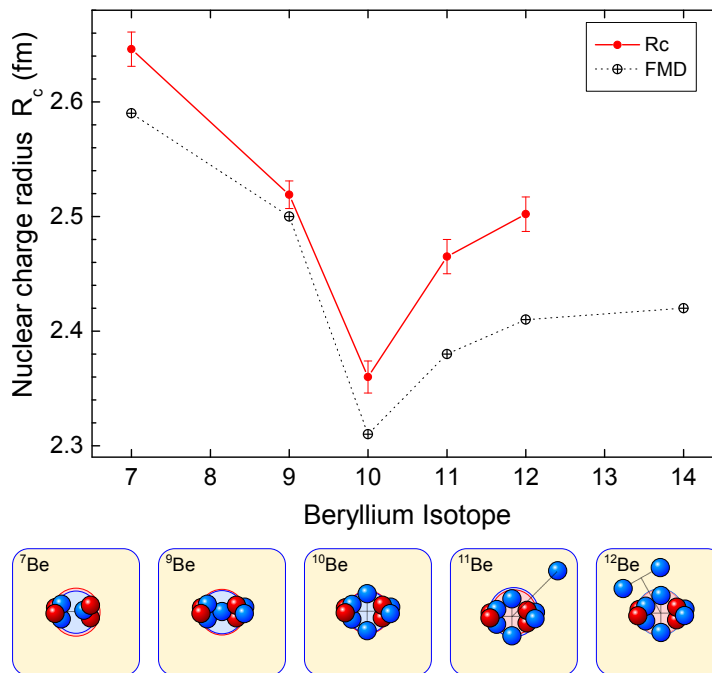 Rc
FMD
Nuclear charge radius R_c (fm)
2.6
2.5
2.4
2.3
7 8 9 10 11 12 13 14
Beryllium Isotope
⁷Be ⁹Be ¹⁰Be ¹¹Be ¹²Be